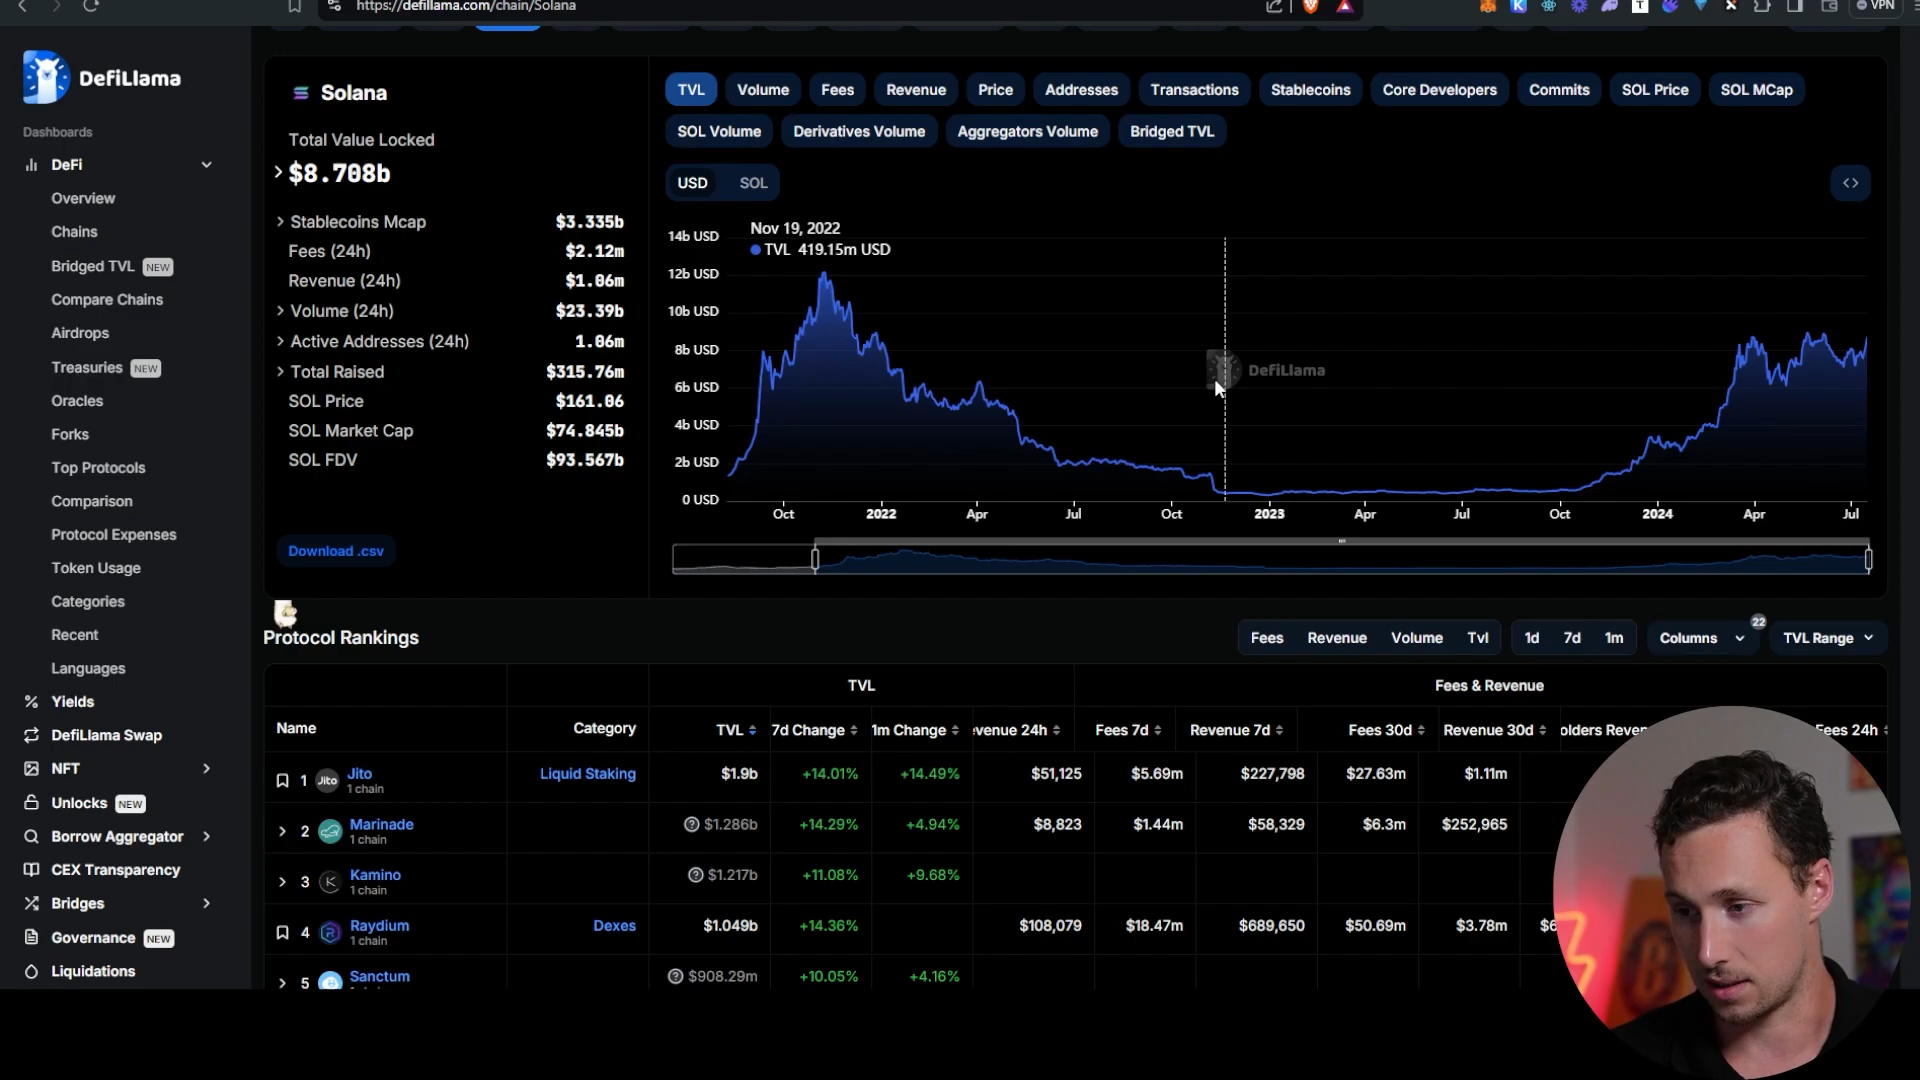 https://defillama.com/chain/Solana
VPN
DefiLlama
Dashboards
DeFi
Overview
Chains
Bridged TVL NEW
Compare Chains
Airdrops
Treasuries NEW
Oracles
Forks
Top Protocols
Comparison
Protocol Expenses
Token Usage
Categories
Recent
Languages
Yields
DefiLlama Swap
NFT
Unlocks NEW
Borrow Aggregator
CEX Transparency
Bridges
Governance NEW
Liquidations
Solana
Total Value Locked
$8.708b
Stablecoins Mcap $3.335b
Fees (24h) $2.12m
Revenue (24h) $1.06m
Volume (24h) $23.39b
Active Addresses (24h) 1.06m
Total Raised $315.76m
SOL Price $161.06
SOL Market Cap $74.845b
SOL FDV $93.567b
Download .csv
TVL Volume Fees Revenue Price Addresses Transactions Stablecoins Core Developers Commits SOL Price SOL MCap
SOL Volume Derivatives Volume Aggregators Volume Bridged TVL
USD SOL
Nov 19, 2022
TVL 419.15m USD
14b USD
12b USD
10b USD
8b USD
6b USD
4b USD
2b USD
0 USD
DefiLlama
Oct 2022 Apr Jul Oct 2023 Apr Jul Oct 2024 Apr Jul
Protocol Rankings
Fees Revenue Volume Tvl 1d 7d 1m Columns 22 TVL Range
TVL Fees & Revenue
Name Category TVL 7d Change 1m Change evenue 24h Fees 7d Revenue 7d Fees 30d Revenue 30d olders Reven Fees 24h
1 Jito Jito Liquid Staking $1.9b +14.01% +14.49% $51,125 $5.69m $227,798 $27.63m $1.11m
1 chain
2 Marinade $1.286b +14.29% +4.94% $8,823 $1.44m $58,329 $6.3m $252,965
1 chain
3 Kamino $1.217b +11.08% +9.68%
1 chain
4 Raydium Dexes $1.049b +14.36% $108,079 $18.47m $689,650 $50.69m $3.78m $6
1 chain
5 Sanctum $908.29m +10.05% +4.16%